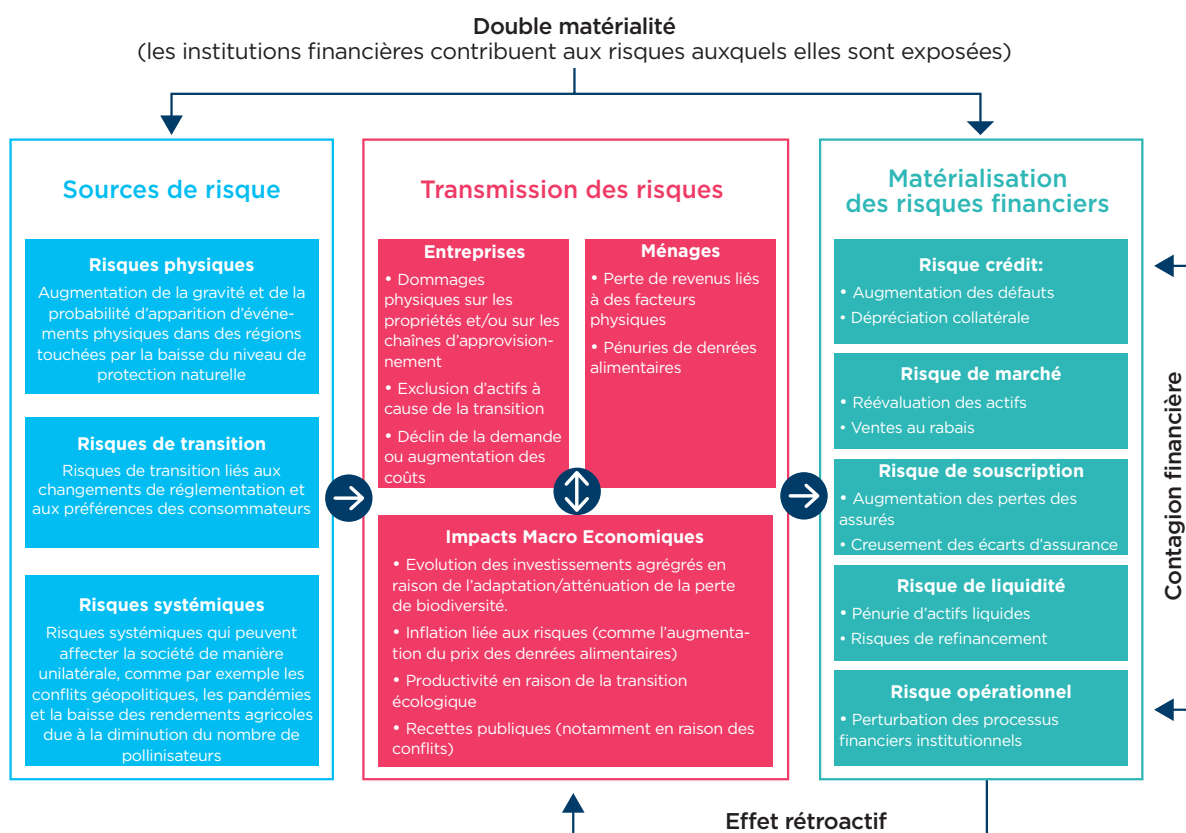 Double matérialité
(les institutions financières contribuent aux risques auxquels elles sont exposées)
Sources de risque
Risques physiques
Augmentation de la gravité et de la
probabilité d'apparition d'événe-
ments physiques dans des régions
touchées par la baisse du niveau de
protection naturelle
Risques de transition
Risques de transition liés aux
changements de réglementation et
aux préférences des consommateurs
Risques systémiques
Risques systémiques qui peuvent
affecter la société de manière
unilatérale, comme par exemple les
conflits géopolitiques, les pandémies
et la baisse des rendements agricoles
due à la diminution du nombre de
pollinisateurs
Transmission des risques
Entreprises
• Dommages
physiques sur les
propriétés et/ou sur les
chaînes d'approvision-
nement
• Exclusion d'actifs à
cause de la transition
• Déclin de la demande
ou augmentation des
coûts
Ménages
• Perte de revenus liés
à des facteurs
physiques
• Pénuries de denrées
alimentaires
Impacts Macro Economiques
• Evolution des investissements agrégrés en
raison de l'adaptation/atténuation de la perte
de biodiversité.
• Inflation liée aux risques (comme l'augmenta-
tion du prix des denrées alimentaires)
• Productivité en raison de la transition
écologique
• Recettes publiques (notamment en raison des
conflits)
Matérialisation
des risques financiers
Risque crédit:
• Augmentation des défauts
• Dépréciation collatérale
Risque de marché
• Réévaluation des actifs
• Ventes au rabais
Risque de souscription
• Augmentation des pertes des
assurés
• Creusement des écarts d'assurance
Risque de liquidité
• Pénurie d'actifs liquides
• Risques de refinancement
Risque opérationnel
• Perturbation des processus
financiers institutionnels
Contagion financière
Effet rétroactif